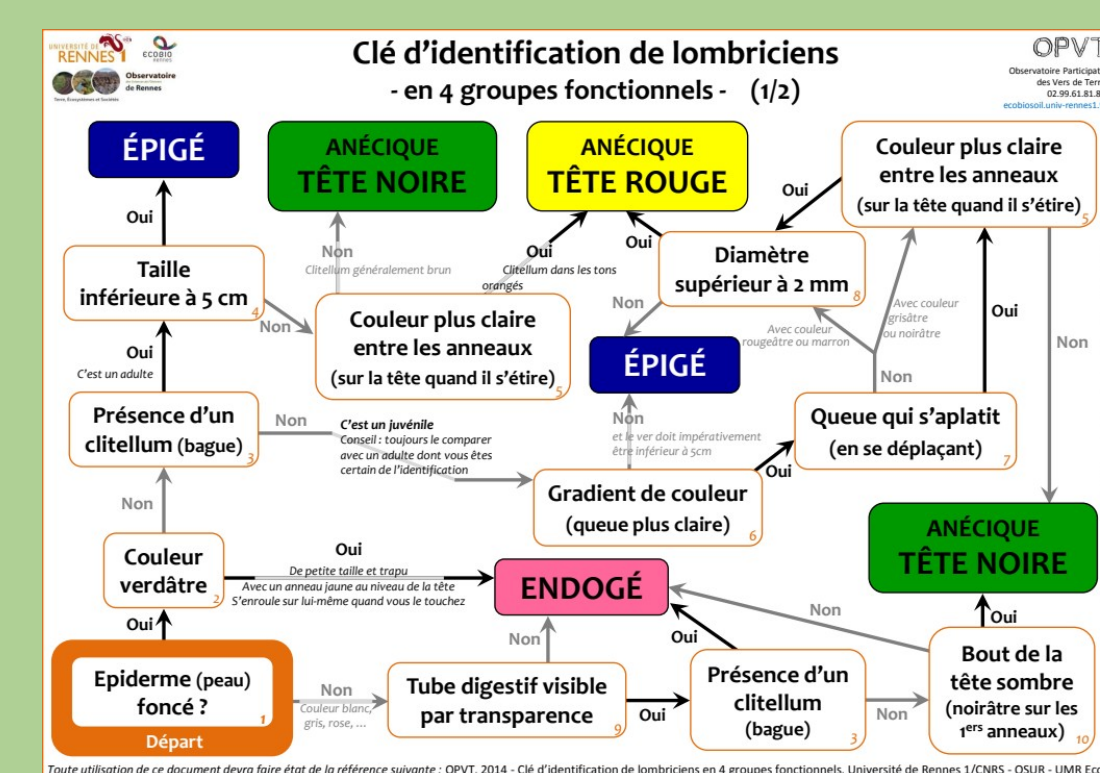 UNIVERSITÉ DE
RENNES 1
ECOBIO
RENNES
Observatoire
de Rennes
Terre, Écosystèmes et Sociétés
Clé d'identification de lombriciens
- en 4 groupes fonctionnels - (1/2)
OPVT
Observatoire Participat
des Vers de Terr
02.99.61.81.8
ecobiosoil.univ-rennes1.
ÉPIGÉ
ANÉCIQUE
TÊTE NOIRE
ANÉCIQUE
TÊTE ROUGE
Couleur plus claire
entre les anneaux
(sur la tête quand il s'étire)
5
Oui
Oui
Non
Clitellum généralement brun
Oui
Clitellum dans les tons
orangés
Oui
Taille
inférieure à 5 cm
4
Non
Couleur plus claire
entre les anneaux
(sur la tête quand il s'étire)
5
Diamètre
supérieur à 2 mm
8
Non
Avec couleur
rougeâtre ou marron
Avec couleur
grisâtre
ou noirâtre
Oui
Non
Non
ÉPIGÉ
Oui
C'est un adulte
Présence d'un
clitellum (bague)
3
Non
C'est un juvénile
Conseil : toujours le comparer
avec un adulte dont vous êtes
certain de l'identification
Non
et le ver doit impérativement
être inférieur à 5cm
Queue qui s'aplatit
(en se déplaçant)
7
Oui
Gradient de couleur
(queue plus claire)
6
Non
Couleur
verdâtre
2
Oui
De petite taille et trapu
Avec un anneau jaune au niveau de la tête
S'enroule sur lui-même quand vous le touchez
ENDOGÉ
ANÉCIQUE
TÊTE NOIRE
Oui
Non
Oui
Non
Oui
Epiderme (peau)
foncé ?
1
Départ
Non
Couleur blanc,
gris, rose, ...
Tube digestif visible
par transparence
9
Oui
Présence d'un
clitellum
(bague)
3
Non
Bout de la
tête sombre
(noirâtre sur les
1ers anneaux)
10
Toute utilisation de ce document devra faire état de la référence suivante : OPVT, 2014 - Clé d'identification de lombriciens en 4 groupes fonctionnels, Université de Rennes 1/CNRS - OSUR - UMR Eco